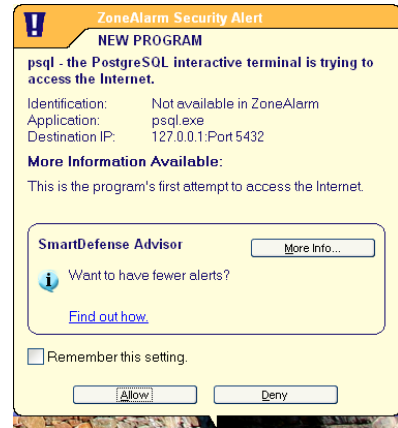 ZoneAlarm Security Alert
NEW PROGRAM
psql - the PostgreSQL interactive terminal is trying to
access the Internet.
Identification: Not available in ZoneAlarm
Application: psql.exe
Destination IP: 127.0.0.1:Port 5432
More Information Available:
This is the program's first attempt to access the Internet.
SmartDefense Advisor More Info...
Want to have fewer alerts?
Find out how.
Remember this setting.
Allow Deny